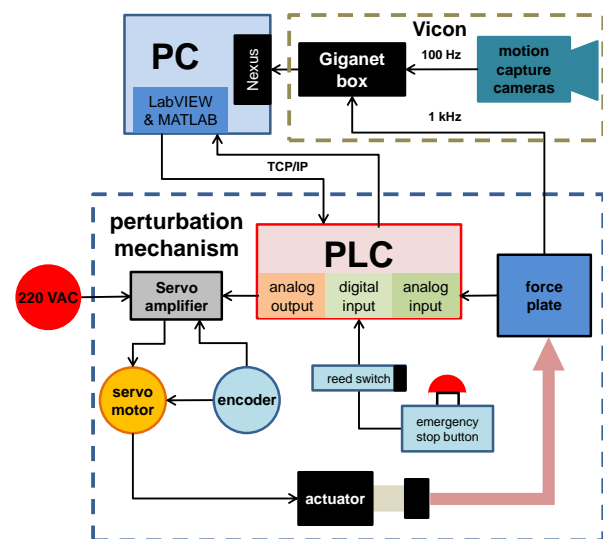 Vicon
PC
Nexus
Giganet
box
100 Hz
motion
capture
cameras
LabVIEW
& MATLAB
1 kHz
TCP/IP
perturbation
mechanism
PLC
analog
output
digital
input
analog
input
220 VAC
Servo
amplifier
force
plate
reed switch
servo
motor
encoder
emergency
stop button
actuator